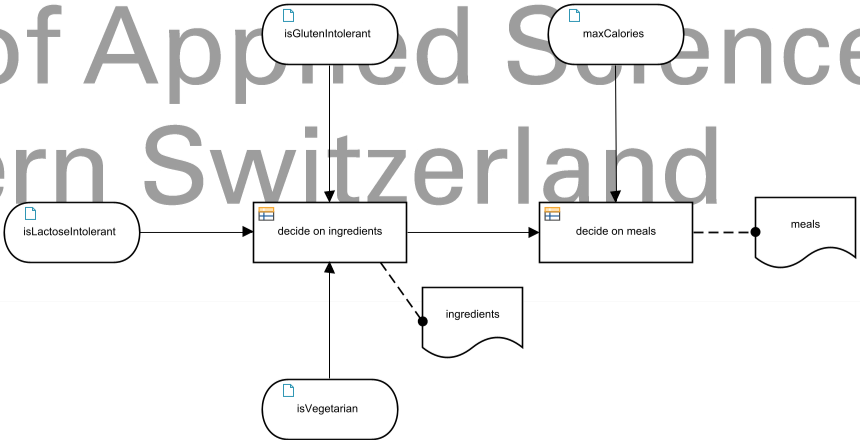 of Applied Science
ern Switzerland
isGlutenIntolerant
maxCalories
isLactoseIntolerant
decide on ingredients
decide on meals
meals
ingredients
isVegetarian